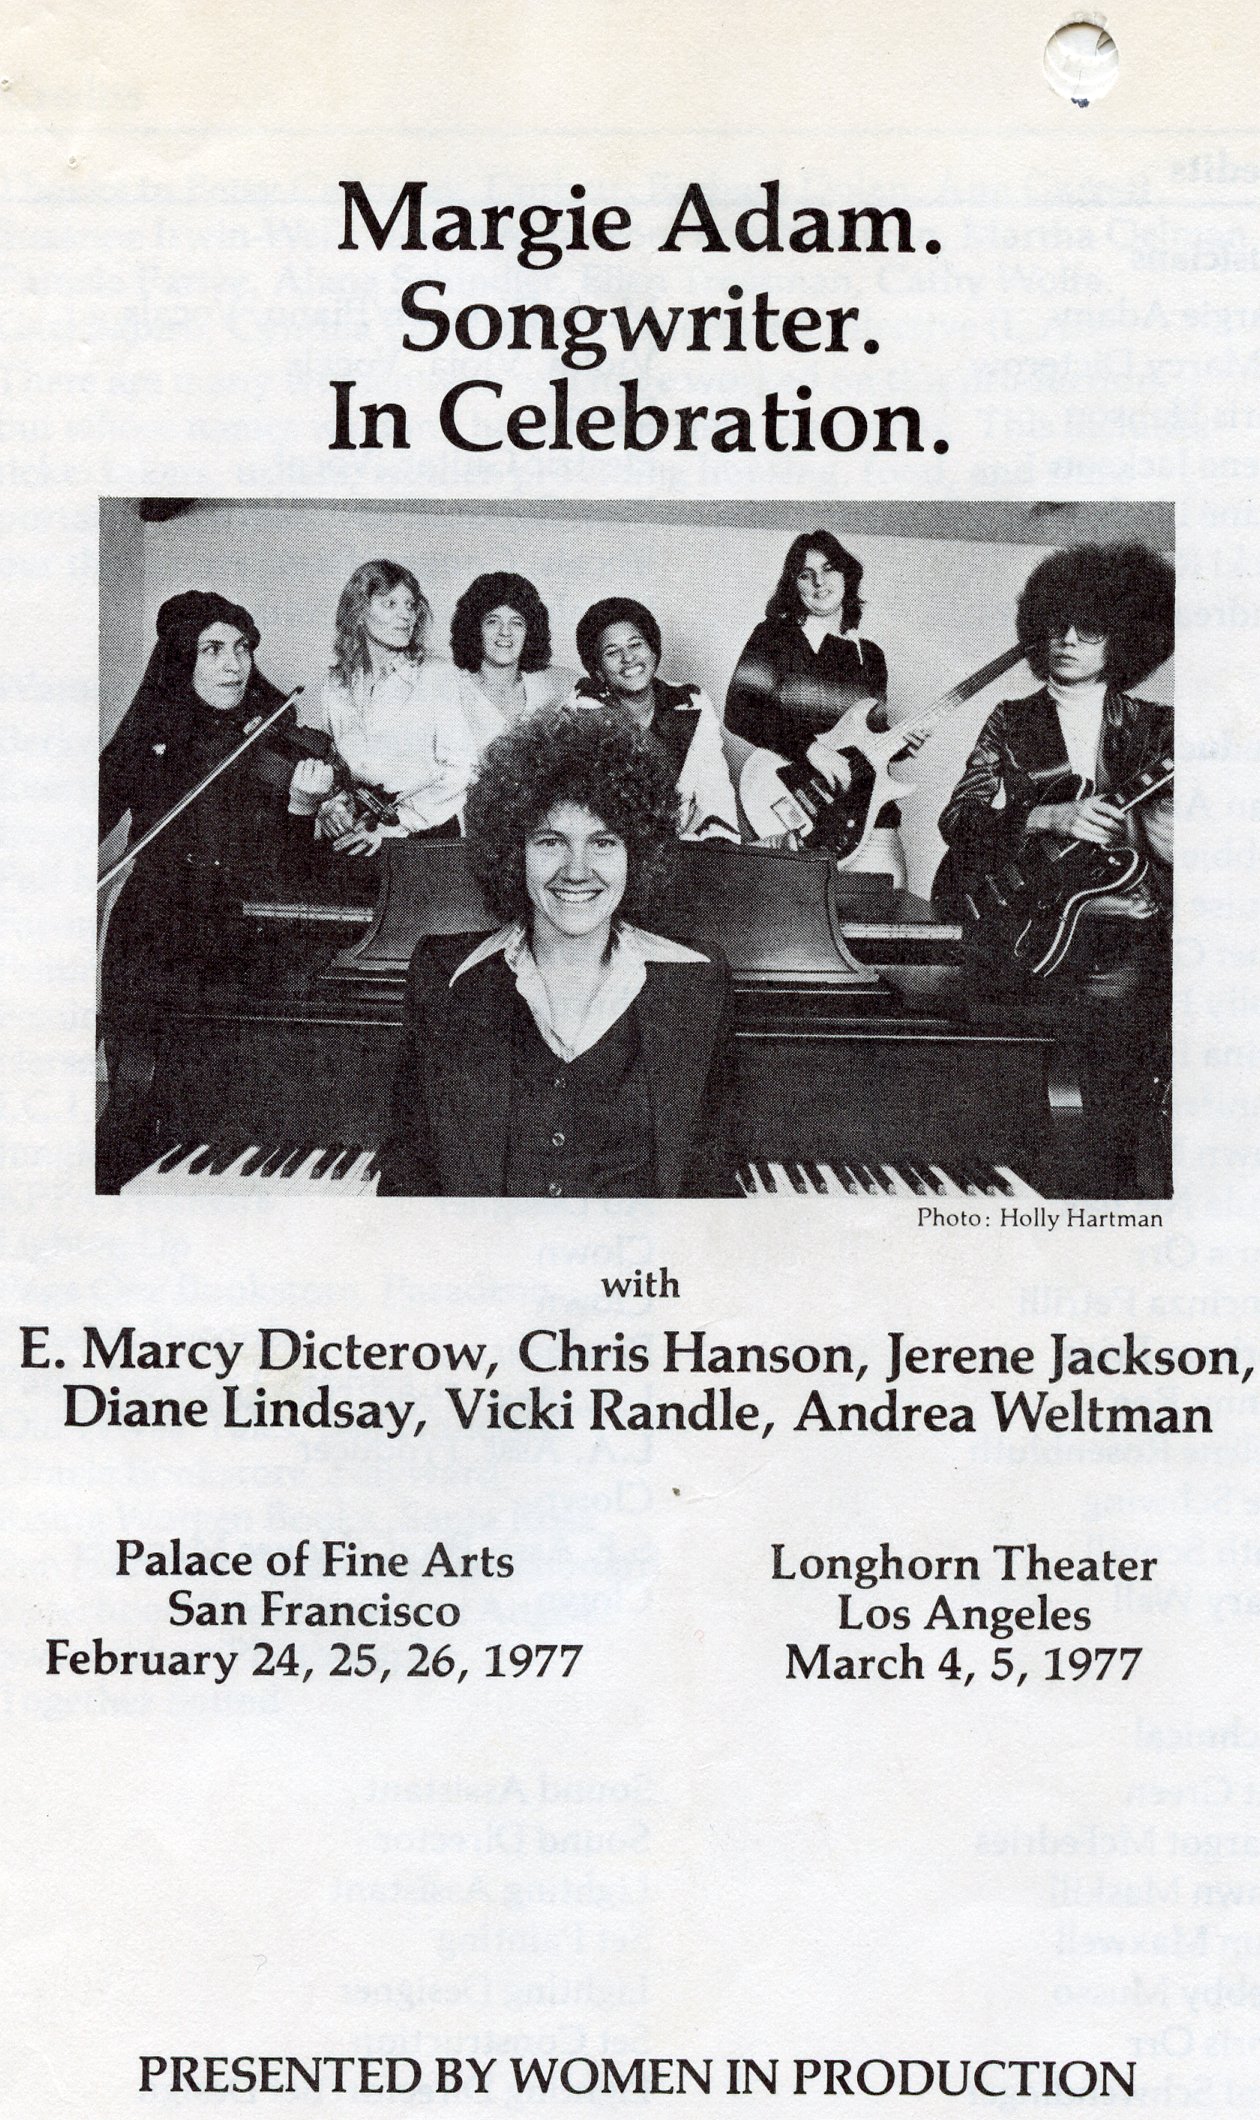 Margie Adam.
Songwriter.
In Celebration.
Photo: Holly Hartman
with
E. Marcy Dicterow, Chris Hanson, Jerene Jackson,
Diane Lindsay, Vicki Randle, Andrea Weltman
Palace of Fine Arts
San Francisco
February 24, 25, 26, 1977
Longhorn Theater
Los Angeles
March 4, 5, 1977
PRESENTED BY WOMEN IN PRODUCTION